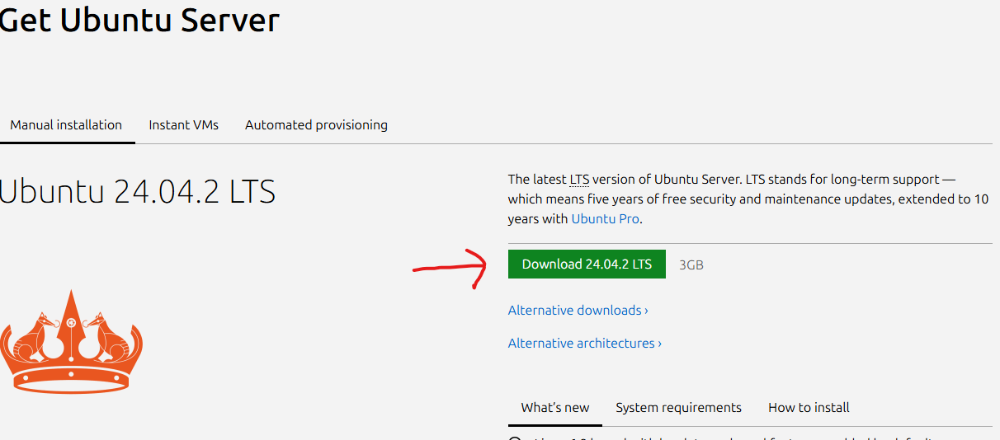 Get Ubuntu Server
Manual installation
Instant VMs
Automated provisioning
Ubuntu 24.04.2 LTS
The latest LTS version of Ubuntu Server. LTS stands for long-term support —
which means five years of free security and maintenance updates, extended to 10
years with Ubuntu Pro.
Download 24.04.2 LTS
3GB
Alternative downloads ›
Alternative architectures ›
What's new
System requirements
How to install